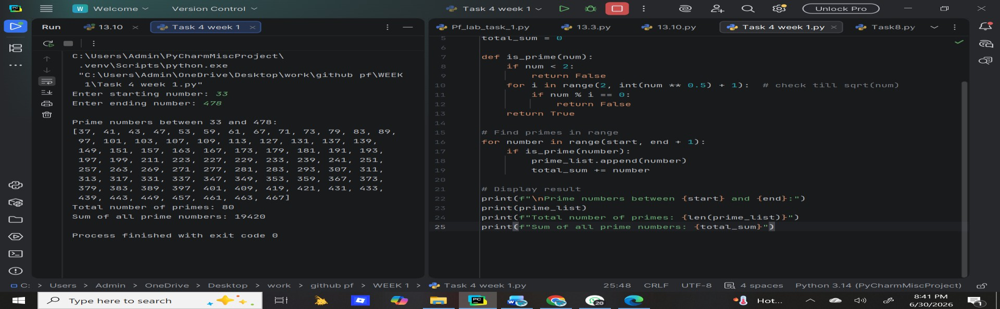 W Welcome Version Control Task 4 week 1 Unlock Pro
Run 13.10 Task 4 week 1
C:\Users\Admin\PyCharmMiscProject\
.venv\Scripts\python.exe
"C:\Users\Admin\OneDrive\Desktop\work\github pf\WEEK
1\Task 4 week 1.py"
Enter starting number: 33
Enter ending number: 478
Prime numbers between 33 and 478:
[37, 41, 43, 47, 53, 59, 61, 67, 71, 73, 79, 83, 89,
97, 101, 103, 107, 109, 113, 127, 131, 137, 139,
149, 151, 157, 163, 167, 173, 179, 181, 191, 193,
197, 199, 211, 223, 227, 229, 233, 239, 241, 251,
257, 263, 269, 271, 277, 281, 283, 293, 307, 311,
313, 317, 331, 337, 347, 349, 353, 359, 367, 373,
379, 383, 389, 397, 401, 409, 419, 421, 431, 433,
439, 443, 449, 457, 461, 463, 467]
Total number of primes: 80
Sum of all prime numbers: 19420
Process finished with exit code 0
Pf_lab_task_1.py 13.3.py 13.10.py Task 4 week 1.py Task8.py
5 total_sum = 0
6
7 def is_prime(num):
8 if num < 2:
9 return False
10 for i in range(2, int(num ** 0.5) + 1): # check till sqrt(num)
11 if num % i == 0:
12 return False
13 return True
14
15 # Find primes in range
16 for number in range(start, end + 1):
17 if is_prime(number):
18 prime_list.append(number)
19 total_sum += number
20
21 # Display result
22 print(f"\nPrime numbers between {start} and {end}:")
23 print(prime_list)
24 print(f"Total number of primes: {len(prime_list)}")
25 print(f"Sum of all prime numbers: {total_sum}")
C: > Users > Admin > OneDrive > Desktop > work > github pf > WEEK 1 > Task 4 week 1.py 25:48 CRLF UTF-8 4 spaces Python 3.14 (PyCharmMiscProject)
Type here to search PC W 20 Hot... 8:41 PM
6/30/2026 1